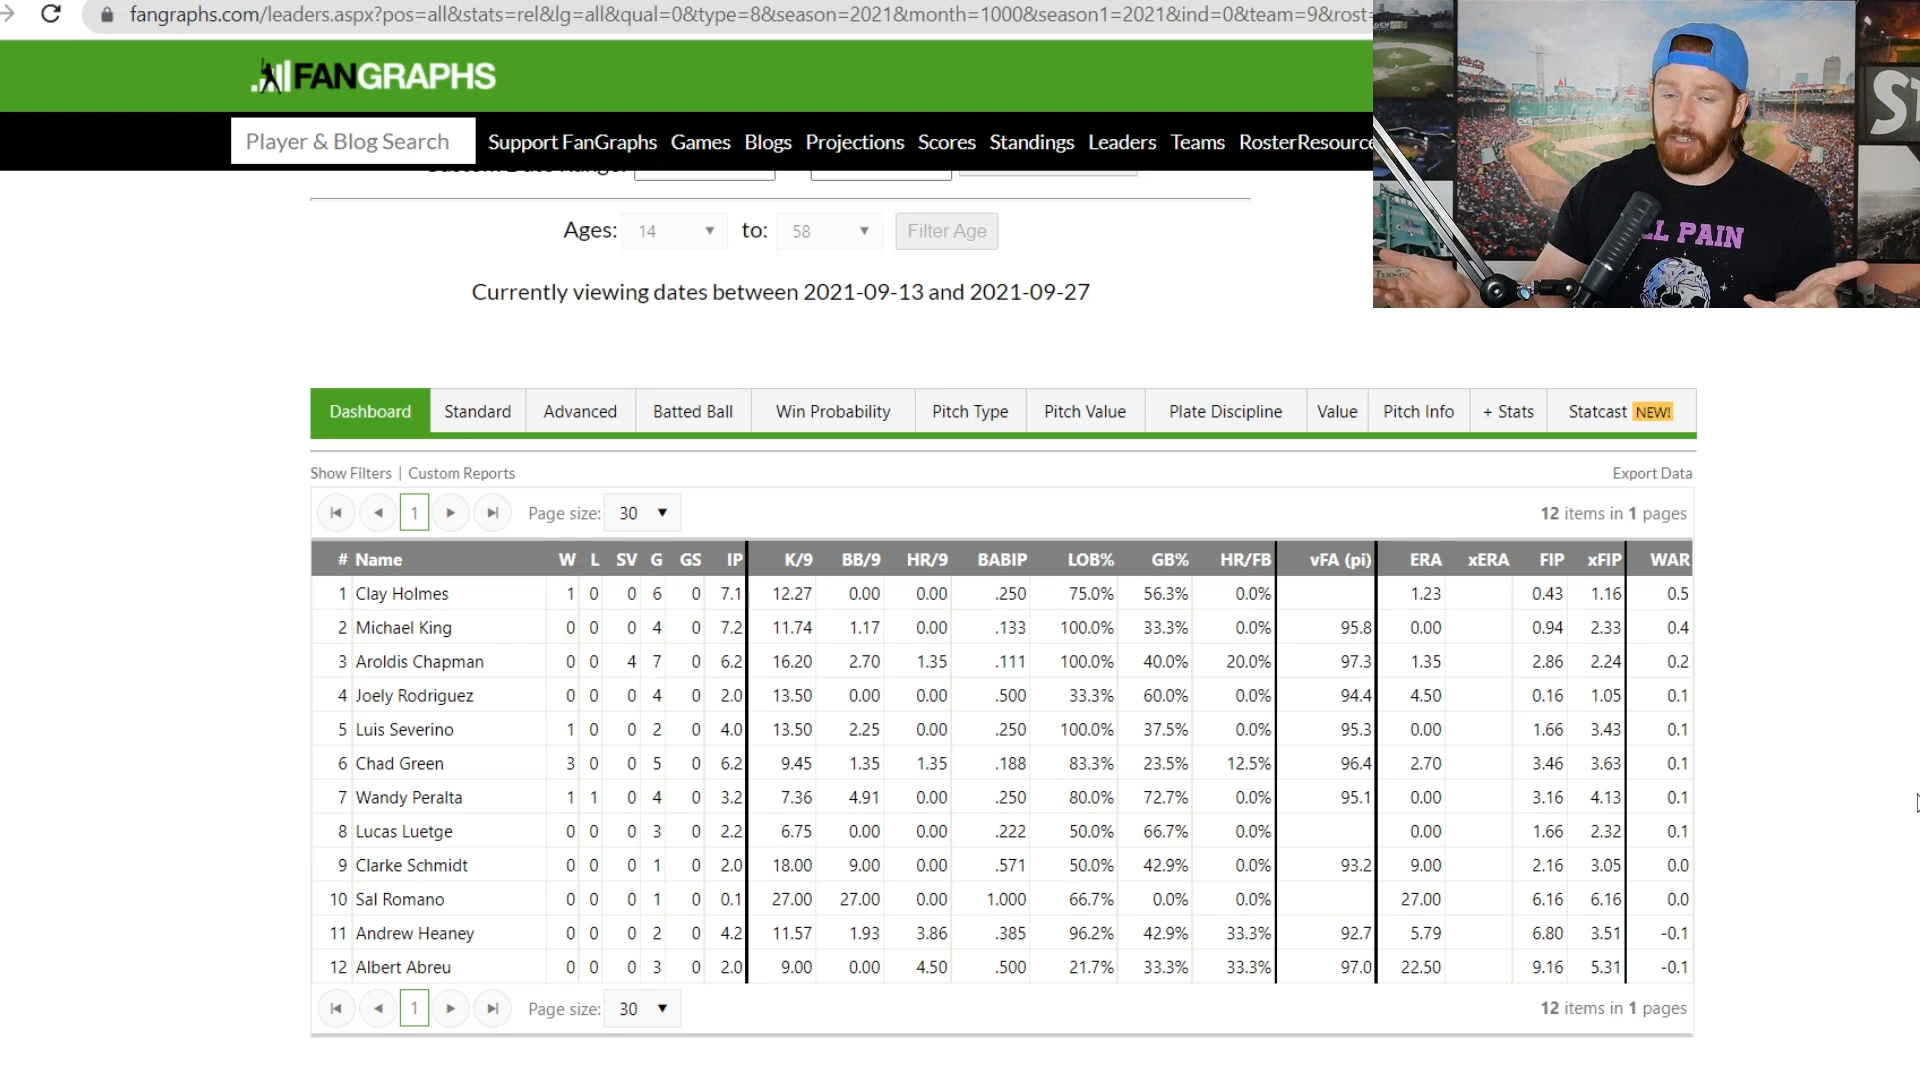 fangraphs.com/leaders.aspx?pos=all&stats=rel&lg=all&qual=0&type=8&season=2021&month=1000&season1=2021&ind=0&team=9&rost=
FANGRAPHS
Player & Blog Search Support FanGraphs Games Blogs Projections Scores Standings Leaders Teams RosterResource
Ages: 14 to: 58 Filter Age
Currently viewing dates between 2021-09-13 and 2021-09-27
Dashboard Standard Advanced Batted Ball Win Probability Pitch Type Pitch Value Plate Discipline Value Pitch Info + Stats Statcast NEW!
Show Filters | Custom Reports Export Data
1 Page size: 30 12 items in 1 pages
# Name W L SV G GS IP K/9 BB/9 HR/9 BABIP LOB% GB% HR/FB vFA (pi) ERA xERA FIP xFIP WAR
1 Clay Holmes 1 0 0 6 0 7.1 12.27 0.00 0.00 .250 75.0% 56.3% 0.0% 1.23 0.43 1.16 0.5
2 Michael King 0 0 0 4 0 7.2 11.74 1.17 0.00 .133 100.0% 33.3% 0.0% 95.8 0.00 0.94 2.33 0.4
3 Aroldis Chapman 0 0 4 7 0 6.2 16.20 2.70 1.35 .111 100.0% 40.0% 20.0% 97.3 1.35 2.86 2.24 0.2
4 Joely Rodriguez 0 0 0 4 0 2.0 13.50 0.00 0.00 .500 33.3% 60.0% 0.0% 94.4 4.50 0.16 1.05 0.1
5 Luis Severino 1 0 0 2 0 4.0 13.50 2.25 0.00 .250 100.0% 37.5% 0.0% 95.3 0.00 1.66 3.43 0.1
6 Chad Green 3 0 0 5 0 6.2 9.45 1.35 1.35 .188 83.3% 23.5% 12.5% 96.4 2.70 3.46 3.63 0.1
7 Wandy Peralta 1 1 0 4 0 3.2 7.36 4.91 0.00 .250 80.0% 72.7% 0.0% 95.1 0.00 3.16 4.13 0.1
8 Lucas Luetge 0 0 0 3 0 2.2 6.75 0.00 0.00 .222 50.0% 66.7% 0.0% 0.00 1.66 2.32 0.1
9 Clarke Schmidt 0 0 0 1 0 2.0 18.00 9.00 0.00 .571 50.0% 42.9% 0.0% 93.2 9.00 2.16 3.05 0.0
10 Sal Romano 0 0 0 1 0 0.1 27.00 27.00 0.00 1.000 66.7% 0.0% 0.0% 27.00 6.16 6.16 0.0
11 Andrew Heaney 0 0 0 2 0 4.2 11.57 1.93 3.86 .385 96.2% 42.9% 33.3% 92.7 5.79 6.80 3.51 -0.1
12 Albert Abreu 0 0 0 3 0 2.0 9.00 0.00 4.50 .500 21.7% 33.3% 33.3% 97.0 22.50 9.16 5.31 -0.1
1 Page size: 30 12 items in 1 pages
PAIN